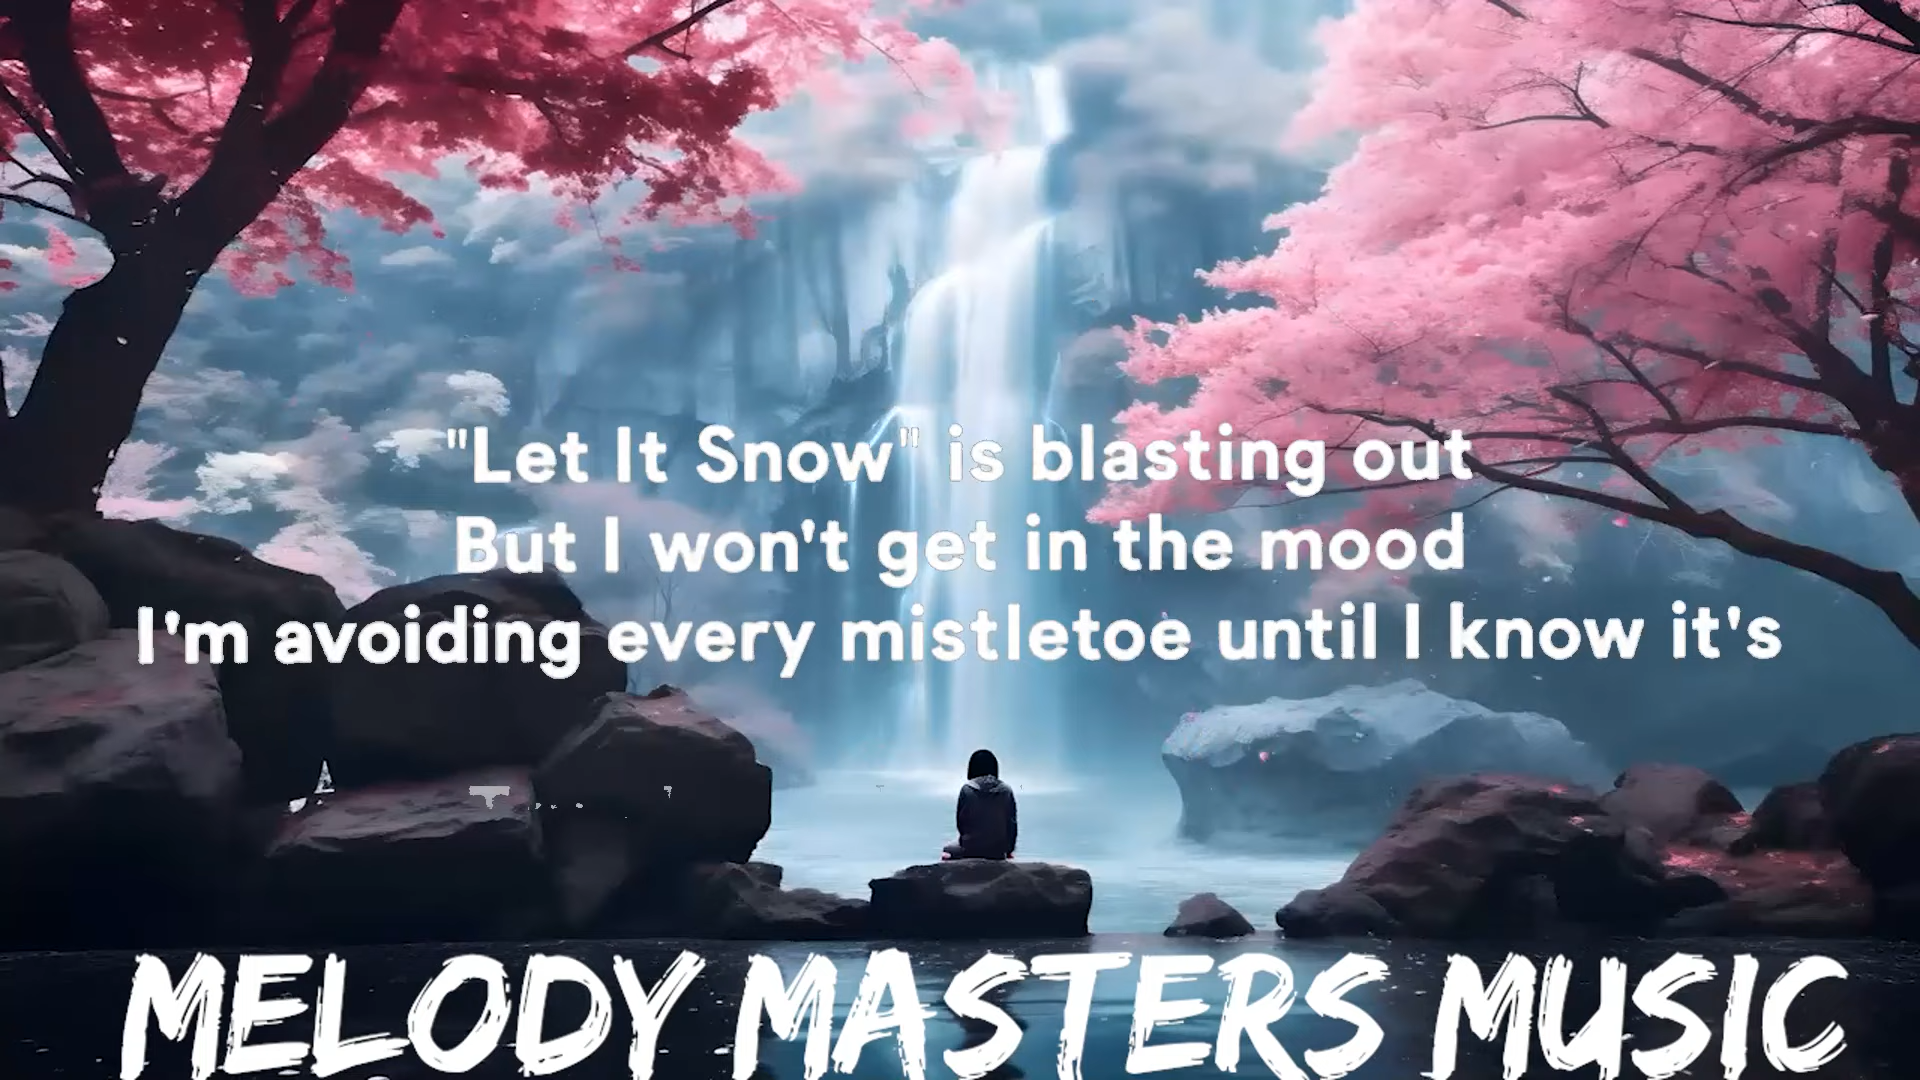 "Let It Snow" is blasting out
But I won't get in the mood
I'm avoiding every mistletoe until I know it's
MELODY MASTERS MUSIC